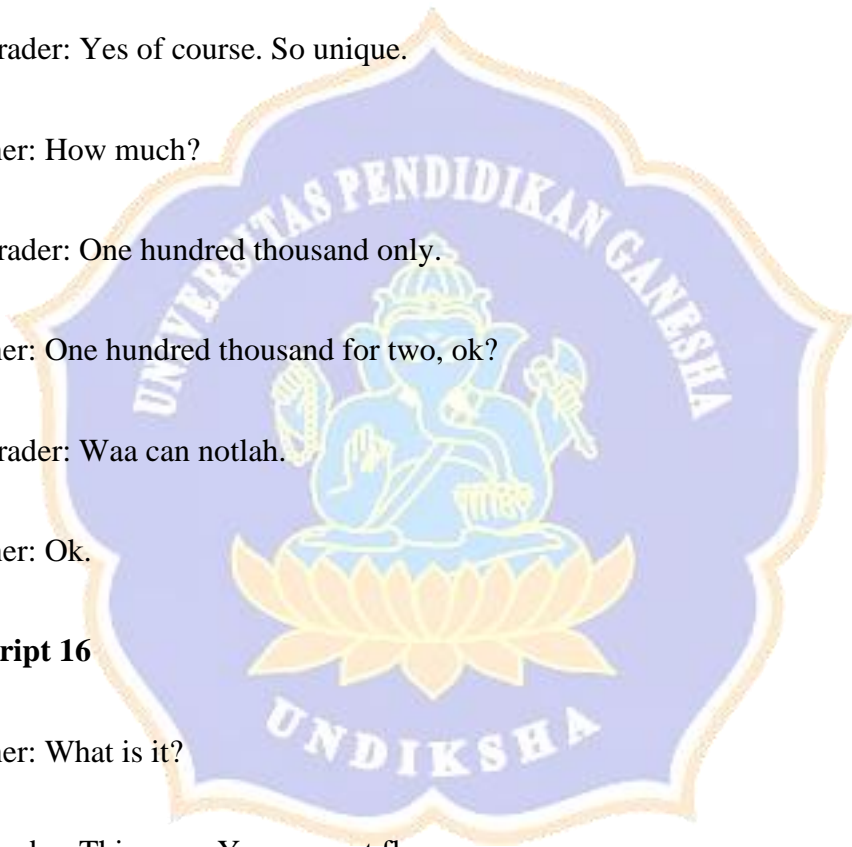 rader: Yes of course. So unique.
ner: How much?
rader: One hundred thousand only.
ner: One hundred thousand for two, ok?
rader: Waa can notlah.
ner: Ok.
ript 16
ner: What is it?
UNIVERSITAS PENDIDIKAN GANESHA
UNDIKSHA